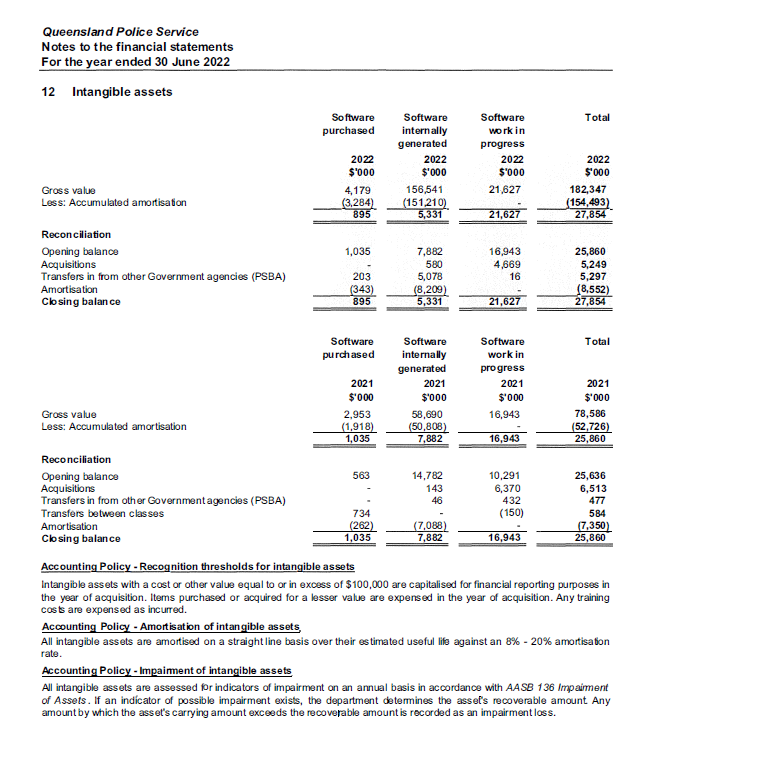 Queensland Police Service
Notes to the financial statements
For the year ended 30 June 2022
12 Intangible assets
Software Software Software Total
purchased internally work in
generated progress
2022 2022 2022 2022
$'000 $'000 $'000 $'000
Gross value 4,179 156,541 21,627 182,347
Less: Accumulated amortisation (3,284) (151,210) - (154,493)
895 5,331 21,627 27,854
Reconciliation
Opening balance 1,035 7,882 16,943 25,860
Acquisitions - 580 4,669 5,249
Transfers in from other Government agencies (PSBA) 203 5,078 16 5,297
Amortisation (343) (8,209) - (8,552)
Closing balance 895 5,331 21,627 27,854
Software Software Software Total
purchased internally work in
generated progress
2021 2021 2021 2021
$'000 $'000 $'000 $'000
Gross value 2,953 58,690 16,943 78,586
Less: Accumulated amortisation (1,918) (50,808) - (52,726)
1,035 7,882 16,943 25,860
Reconciliation
Opening balance 563 14,782 10,291 25,636
Acquisitions - 143 6,370 6,513
Transfers in from other Government agencies (PSBA) - 46 432 477
Transfers between classes 734 - (150) 584
Amortisation (262) (7,088) - (7,350)
Closing balance 1,035 7,882 16,943 25,860
Accounting Policy - Recognition thresholds for intangible assets
Intangible assets with a cost or other value equal to or in excess of $100,000 are capitalised for financial reporting purposes in
the year of acquisition. Items purchased or acquired for a lesser value are expensed in the year of acquisition. Any training
costs are expensed as incurred.
Accounting Policy - Amortisation of intangible assets
All intangible assets are amortised on a straight line basis over their estimated useful life against an 8% - 20% amortisation
rate.
Accounting Policy - Impairment of intangible assets
All intangible assets are assessed for indicators of impairment on an annual basis in accordance with AASB 136 Impairment
of Assets. If an indicator of possible impairment exists, the department determines the asset's recoverable amount. Any
amount by which the asset's carrying amount exceeds the recoverable amount is recorded as an impairment loss.